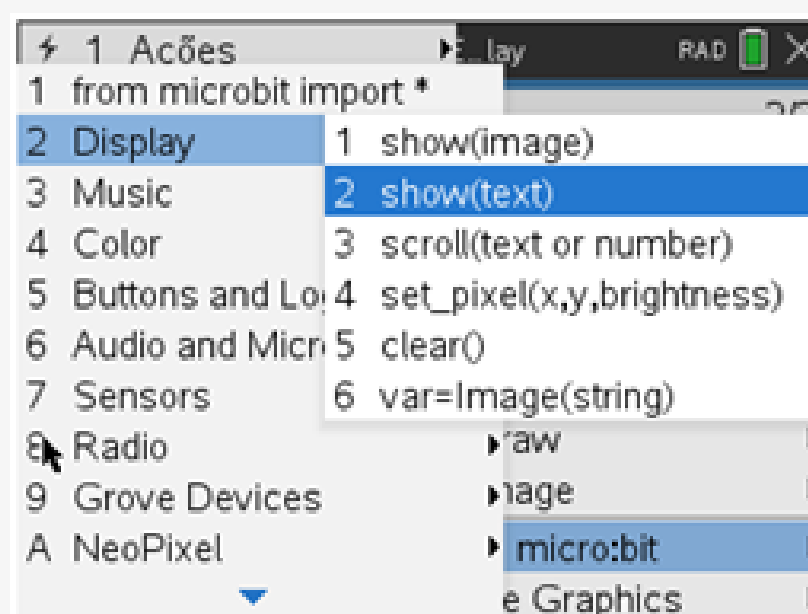 1 Acões
lay
RAD
1 from microbit import *
2 Display
1 show(image)
3 Music
2 show(text)
4 Color
3 scroll(text or number)
5 Buttons and
4 set_pixel(x,y,brightness)
6 Audio and
5 clear()
7 Sensors
6 var=Image(string)
8 Radio
raw
9 Grove Devices
A NeoPixel
micro:bit
e Graphics